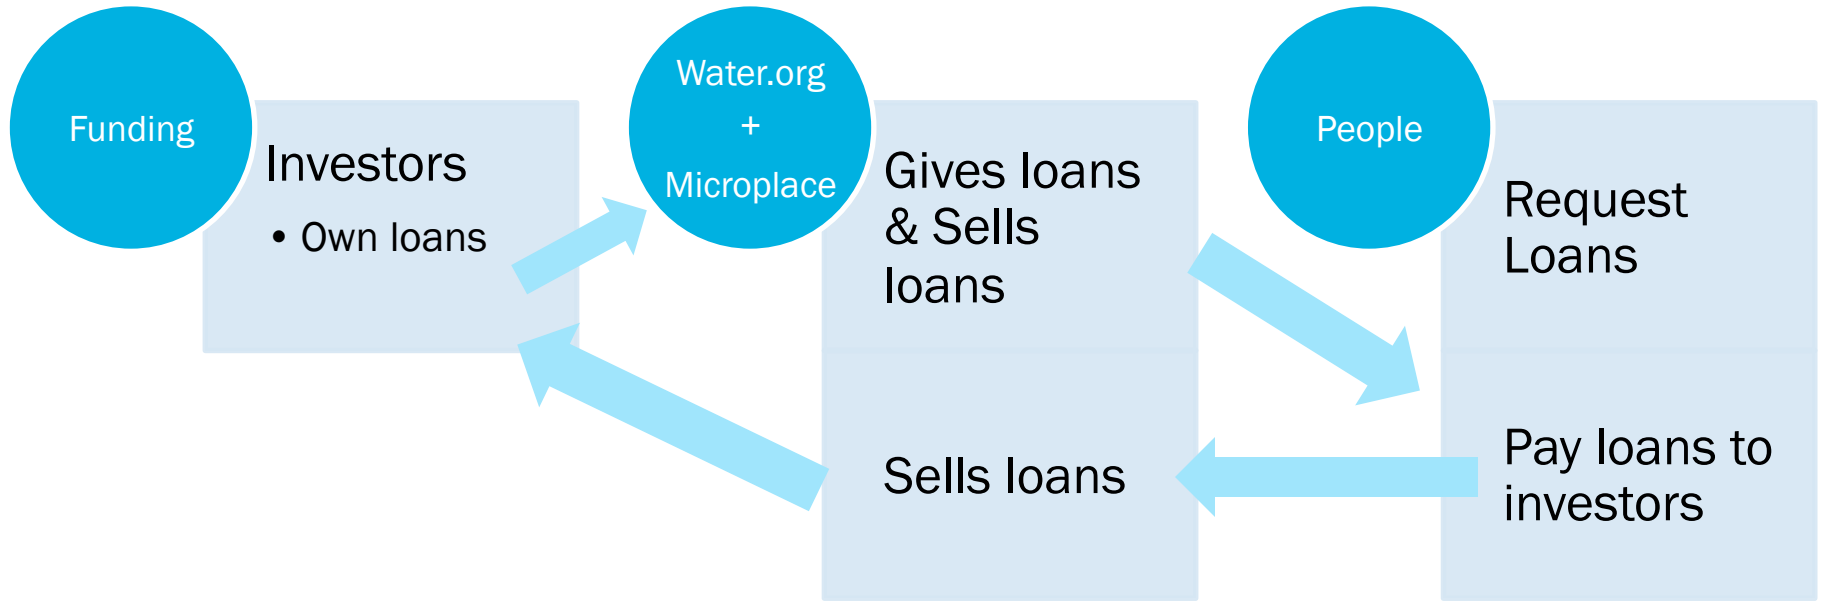 Funding
Investors
• Own loans
Water.org
+
Microplace
Gives loans
& Sells
loans
Sells loans
People
Request
Loans
Pay loans to
investors